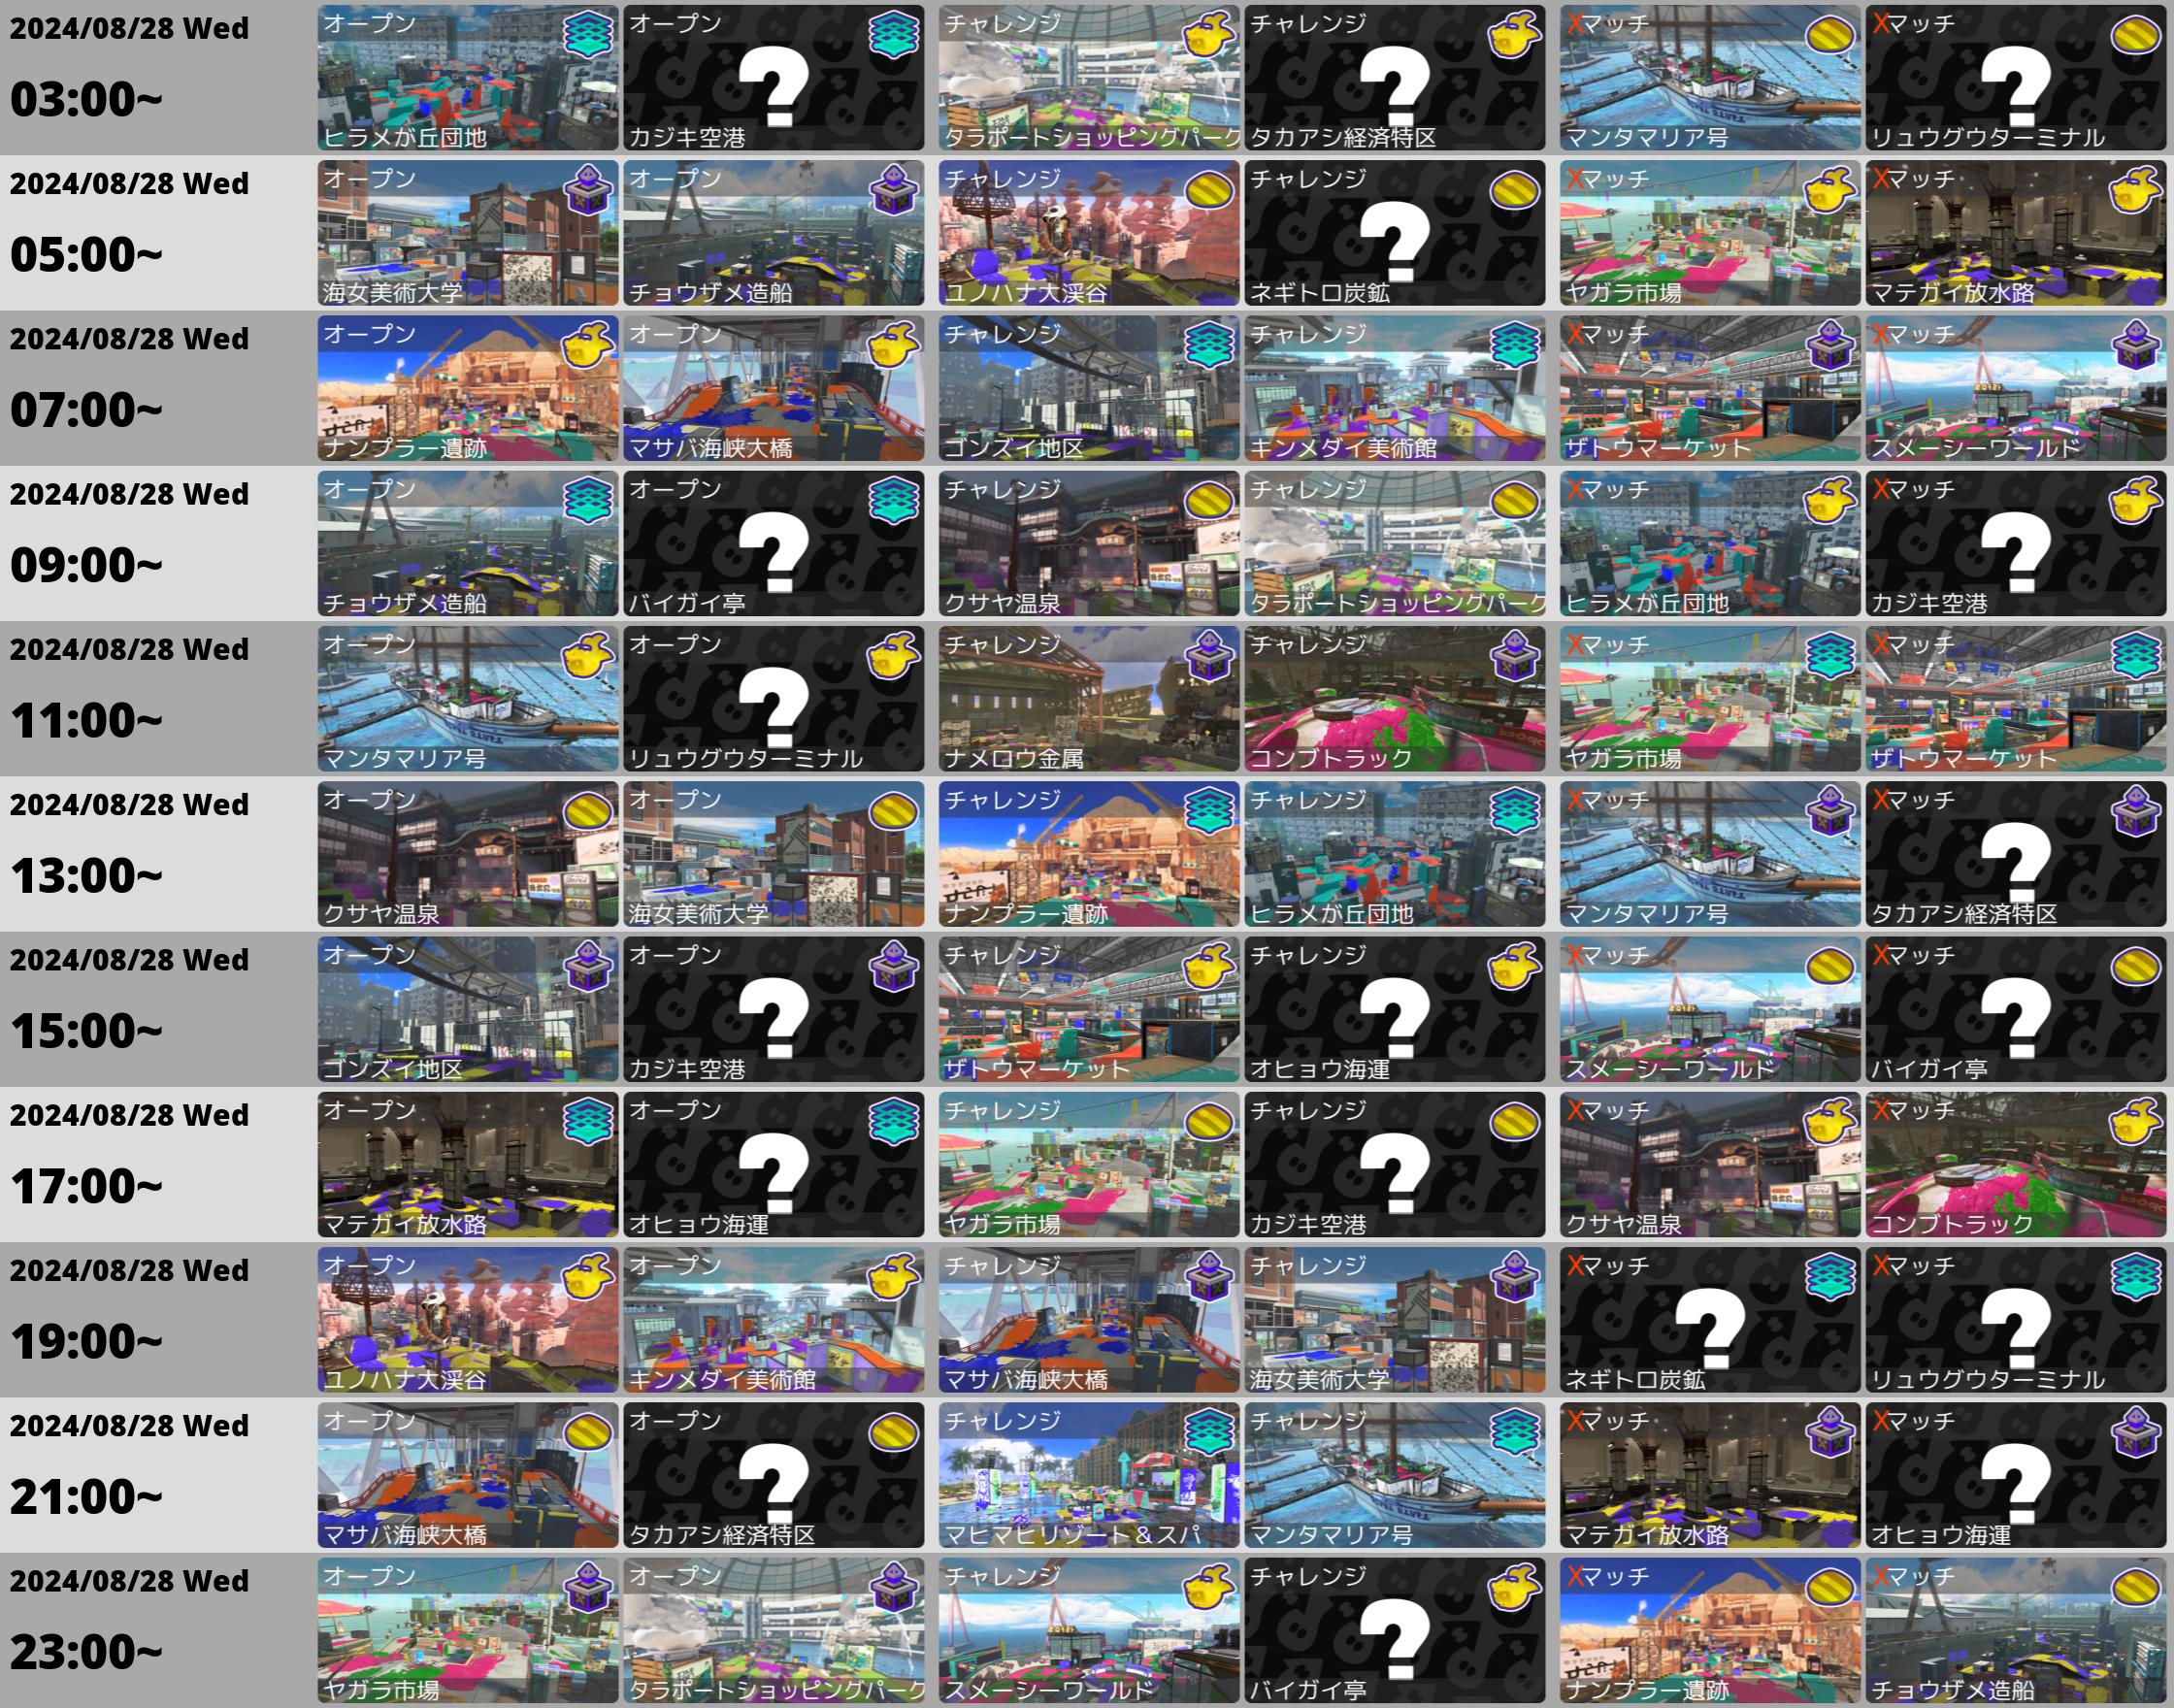 2024/08/28 Wed
03:00~
オープン オープン チャレンジ チャレンジ Xマッチ Xマッチ
ヒラメが丘団地 カジキ空港 タラポートショッピングパーク タカアシ経済特区 マンタマリア号 リュウグウターミナル
2024/08/28 Wed
05:00~
オープン オープン チャレンジ チャレンジ Xマッチ Xマッチ
海女美術大学 チョウザメ造船 ユノハナ大渓谷 ネギトロ炭鉱 ヤガラ市場 マテガイ放水路
2024/08/28 Wed
07:00~
オープン オープン チャレンジ チャレンジ Xマッチ Xマッチ
ナンプラー遺跡 マサバ海峡大橋 ゴンズイ地区 キンメダイ美術館 ザトウマーケット スメーシーワールド
2024/08/28 Wed
09:00~
オープン オープン チャレンジ チャレンジ Xマッチ Xマッチ
チョウザメ造船 バイガイ亭 クサヤ温泉 タラポートショッピングパーク ヒラメが丘団地 カジキ空港
2024/08/28 Wed
11:00~
オープン オープン チャレンジ チャレンジ Xマッチ Xマッチ
マンタマリア号 リュウグウターミナル ナメロウ金属 コンブトラック ヤガラ市場 ザトウマーケット
2024/08/28 Wed
13:00~
オープン オープン チャレンジ チャレンジ Xマッチ Xマッチ
クサヤ温泉 海女美術大学 ナンプラー遺跡 ヒラメが丘団地 マンタマリア号 タカアシ経済特区
2024/08/28 Wed
15:00~
オープン オープン チャレンジ チャレンジ Xマッチ Xマッチ
ゴンズイ地区 カジキ空港 ザトウマーケット オヒョウ海運 スメーシーワールド バイガイ亭
2024/08/28 Wed
17:00~
オープン オープン チャレンジ チャレンジ Xマッチ Xマッチ
マテガイ放水路 オヒョウ海運 ヤガラ市場 カジキ空港 クサヤ温泉 コンブトラック
2024/08/28 Wed
19:00~
オープン オープン チャレンジ チャレンジ Xマッチ Xマッチ
ユノハナ大渓谷 キンメダイ美術館 マサバ海峡大橋 海女美術大学 ネギトロ炭鉱 リュウグウターミナル
2024/08/28 Wed
21:00~
オープン オープン チャレンジ チャレンジ Xマッチ Xマッチ
マサバ海峡大橋 タカアシ経済特区 マヒマヒリゾート＆スパ マンタマリア号 マテガイ放水路 オヒョウ海運
2024/08/28 Wed
23:00~
オープン オープン チャレンジ チャレンジ Xマッチ Xマッチ
ヤガラ市場 タラポートショッピングパーク スメーシーワールド バイガイ亭 ナンプラー遺跡 チョウザメ造船